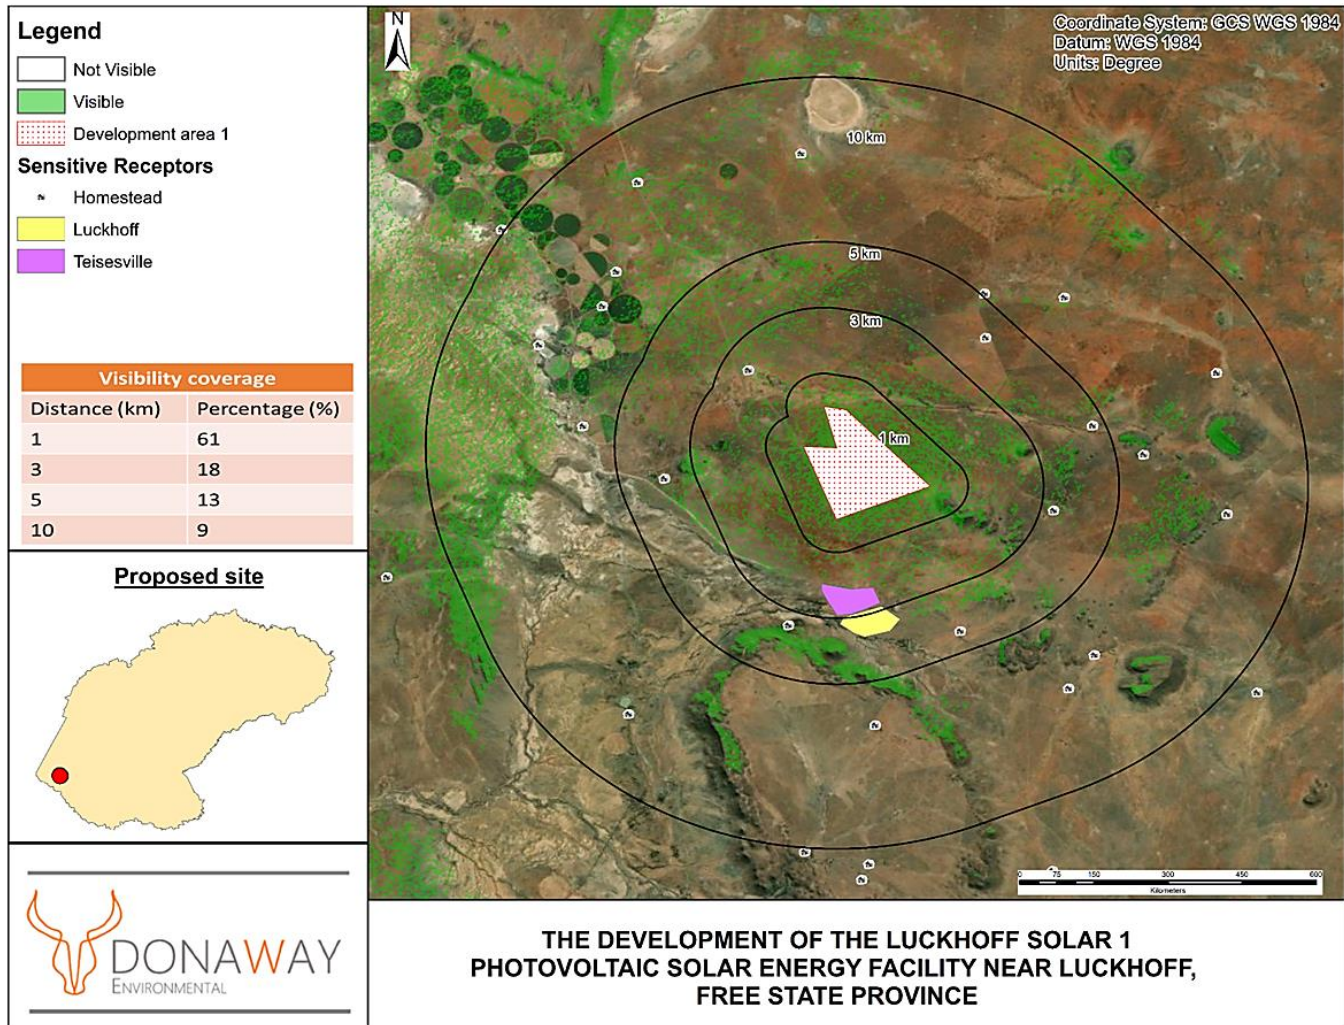 Legend
Not Visible
Visible
Development area 1
Sensitive Receptors
Homestead
Luckhoff
Teisesville
Visibility coverage
Distance (km) Percentage (%)
1 61
3 18
5 13
10 9
Proposed site
DONAWAY
ENVIRONMENTAL
N
Coordinate System: GCS WGS 1984
Datum: WGS 1984
Units: Degree
10 km
5 km
3 km
1 km
0 75 150 300 450 600
Kilometers
THE DEVELOPMENT OF THE LUCKHOFF SOLAR 1
PHOTOVOLTAIC SOLAR ENERGY FACILITY NEAR LUCKHOFF,
FREE STATE PROVINCE